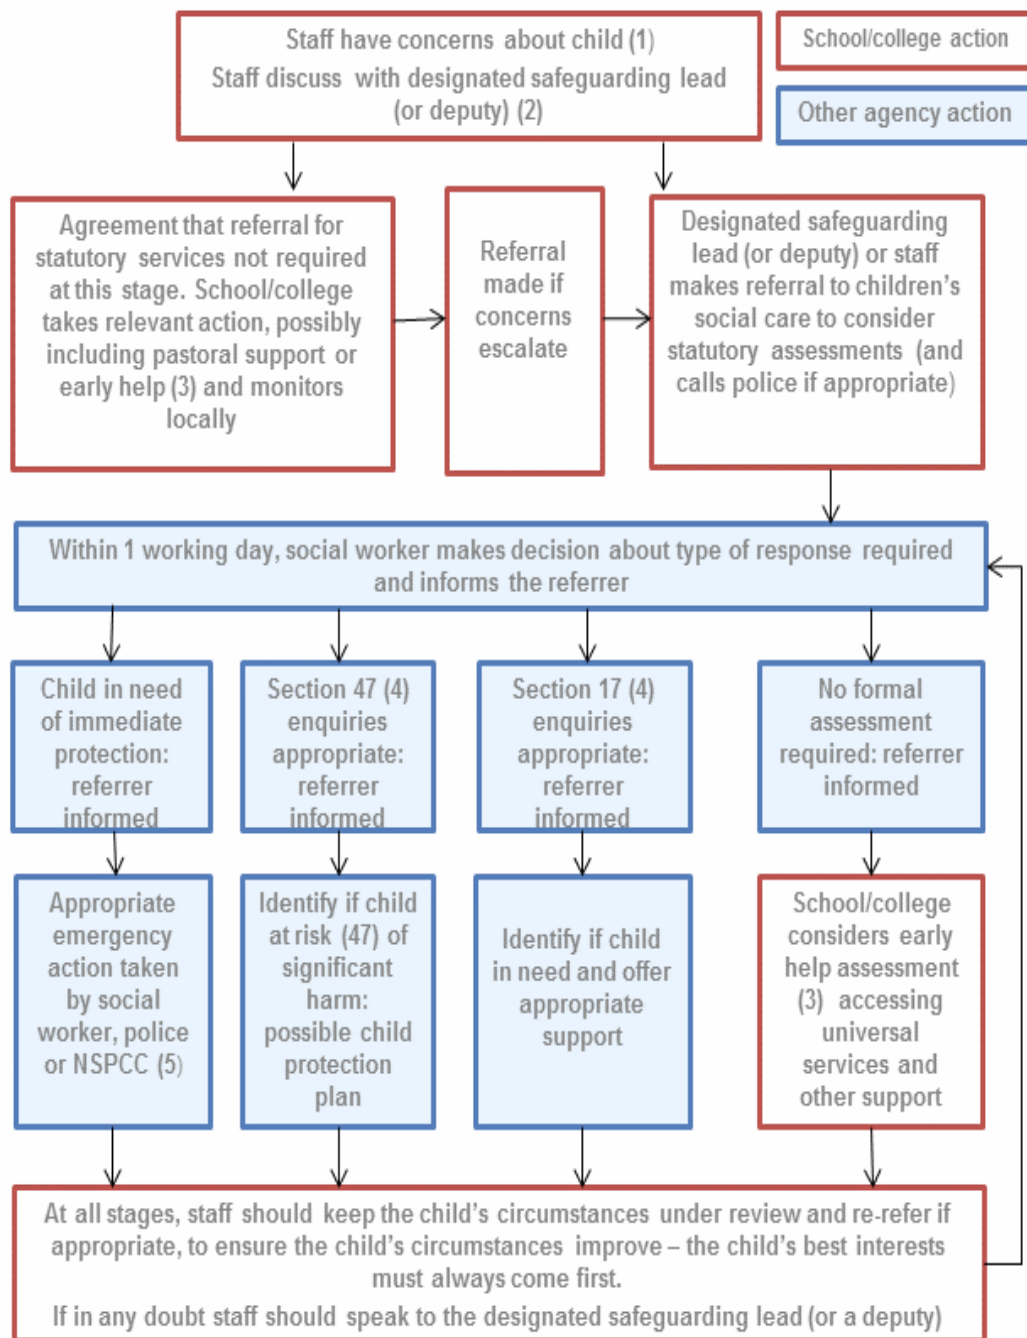 Staff have concerns about child (1)
Staff discuss with designated safeguarding lead
(or deputy) (2)
School/college action
Other agency action
Agreement that referral for
statutory services not required
at this stage. School/college
takes relevant action, possibly
including pastoral support or
early help (3) and monitors
locally
Referral
made if
concerns
escalate
Designated safeguarding
lead (or deputy) or staff
makes referral to children's
social care to consider
statutory assessments (and
calls police if appropriate)
Within 1 working day, social worker makes decision about type of response required
and informs the referrer
Child in need
of immediate
protection:
referrer
informed
Section 47 (4)
enquiries
appropriate:
referrer
informed
Section 17 (4)
enquiries
appropriate:
referrer
informed
No formal
assessment
required: referrer
informed
Appropriate
emergency
action taken
by social
worker, police
or NSPCC (5)
Identify if child
at risk (47) of
significant
harm:
possible child
protection
plan
Identify if child
in need and offer
appropriate
support
School/college
considers early
help assessment
(3) accessing
universal
services and
other support
At all stages, staff should keep the child's circumstances under review and re-refer if
appropriate, to ensure the child's circumstances improve – the child's best interests
must always come first.
If in any doubt staff should speak to the designated safeguarding lead (or a deputy)